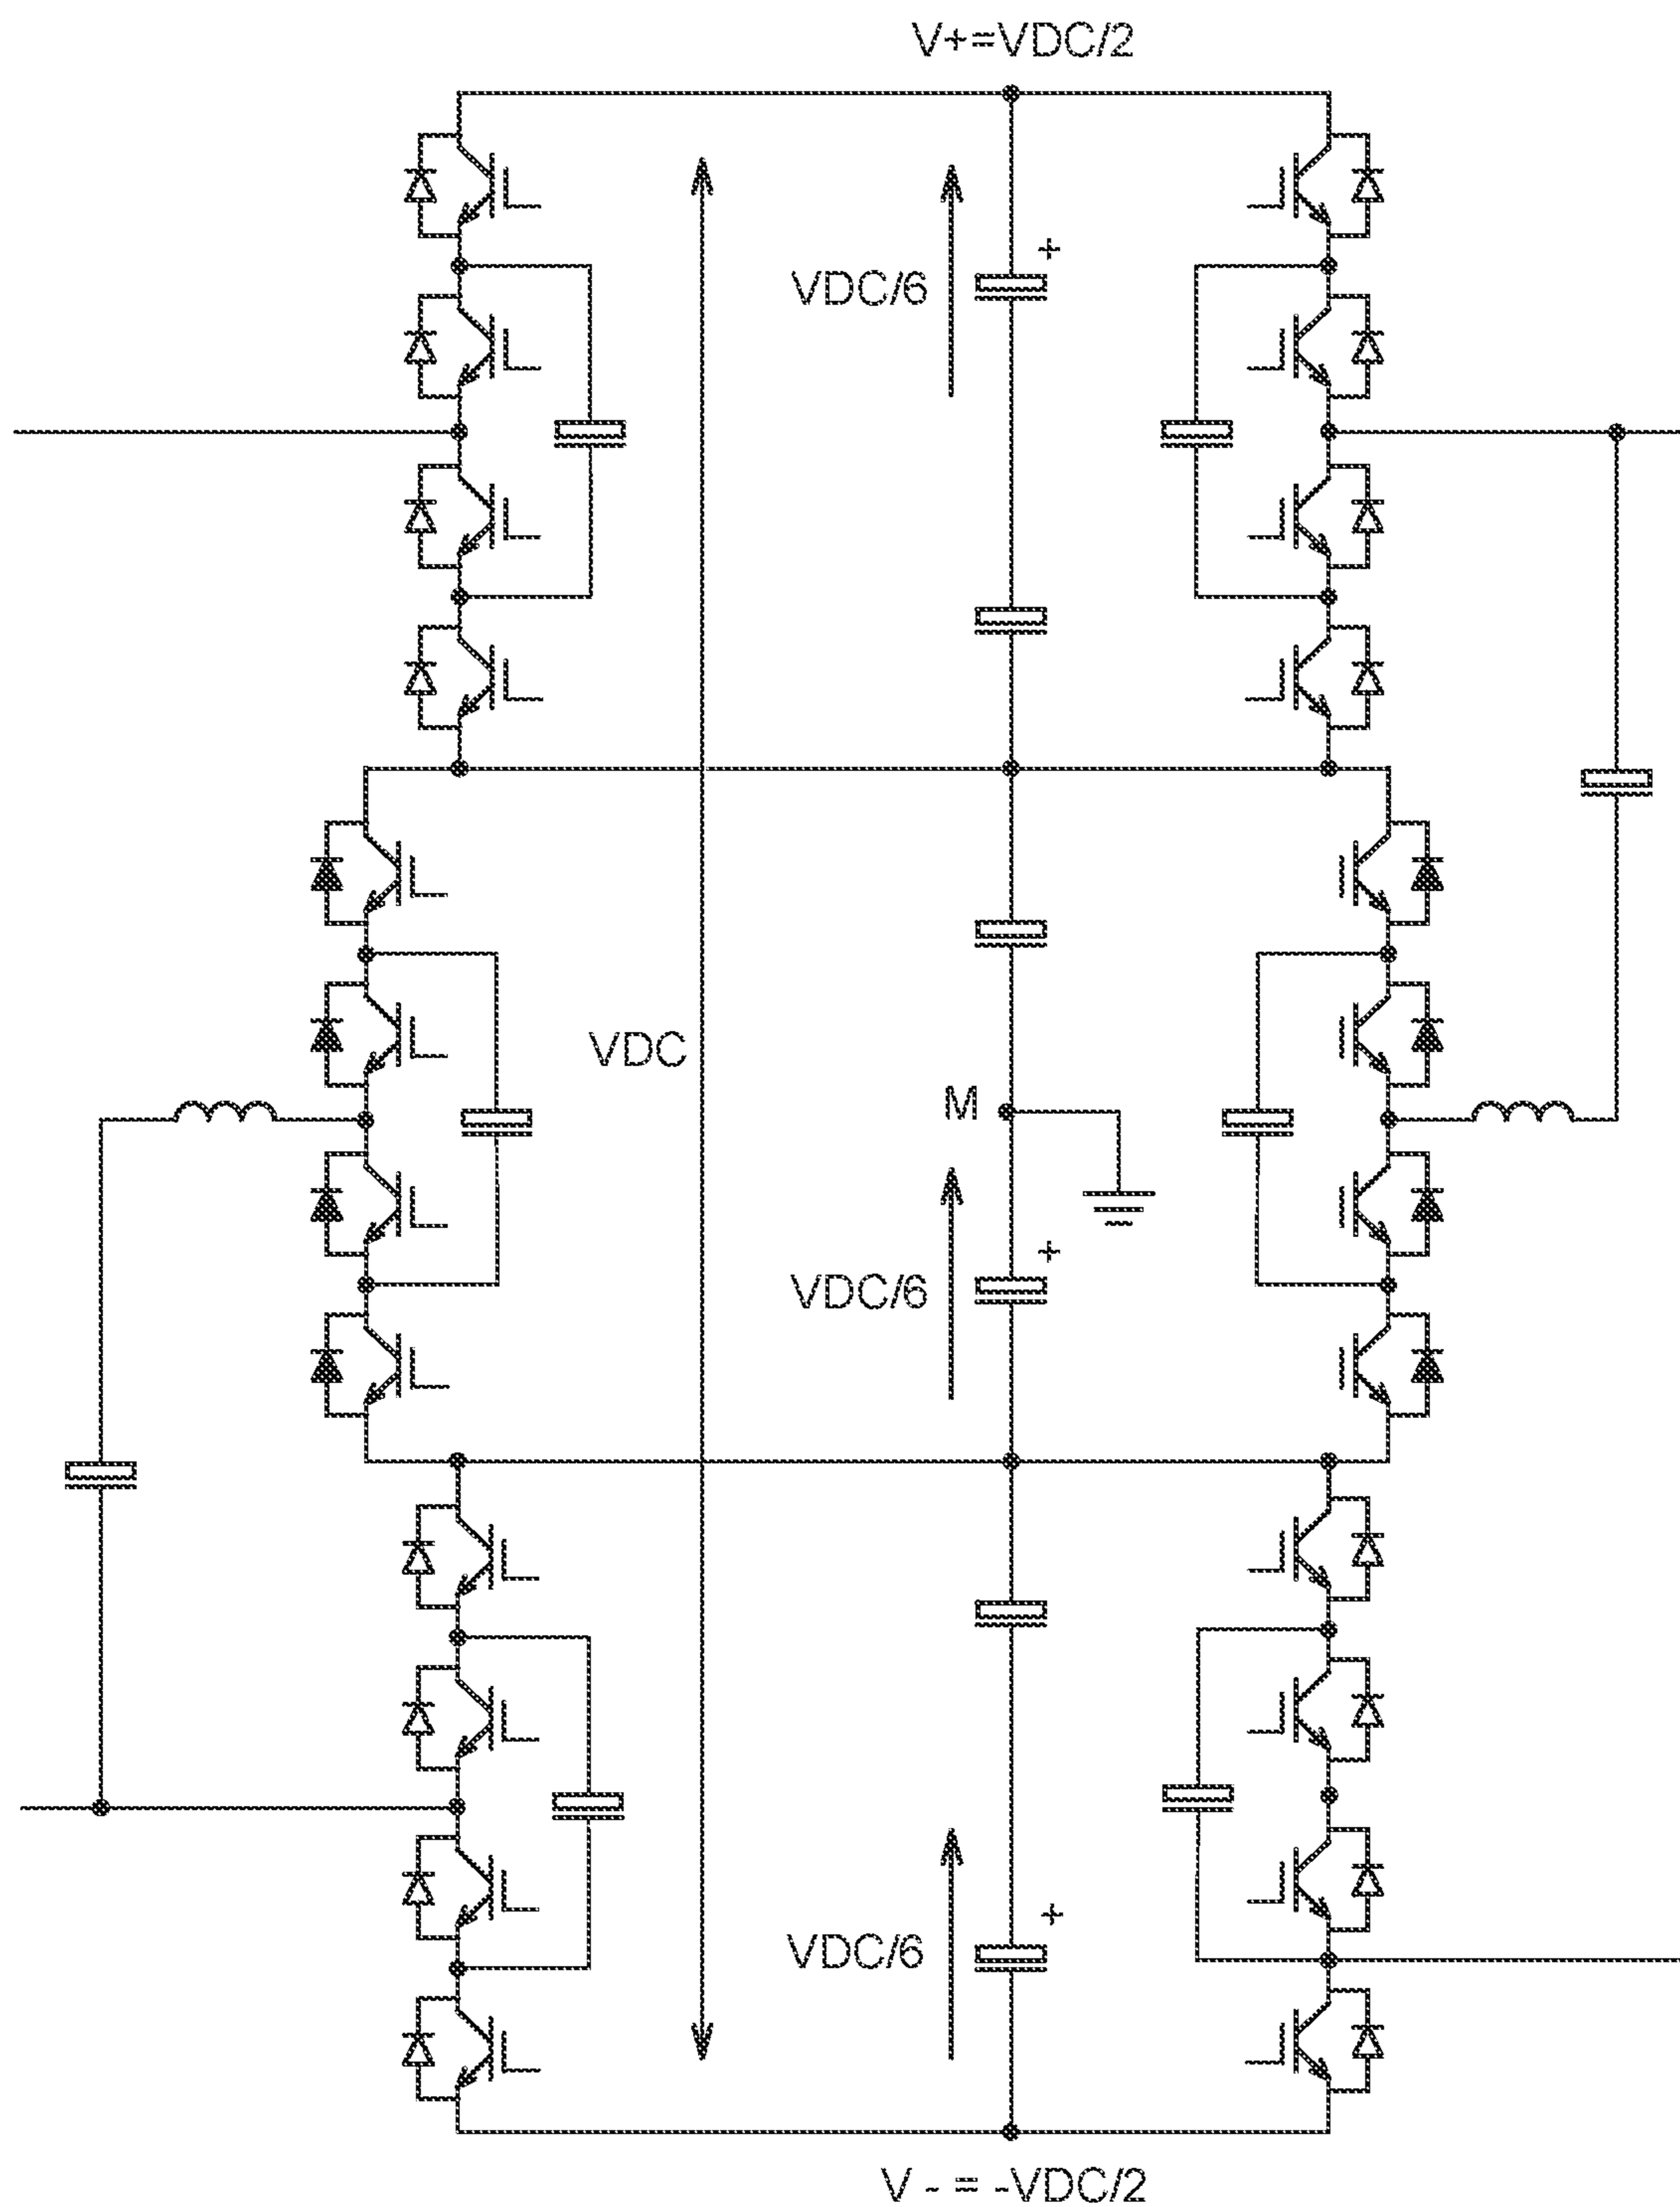 V+=VDC/2
+
VDC/6
VDC
M
+
VDC/6
+
VDC/6
V - = -VDC/2